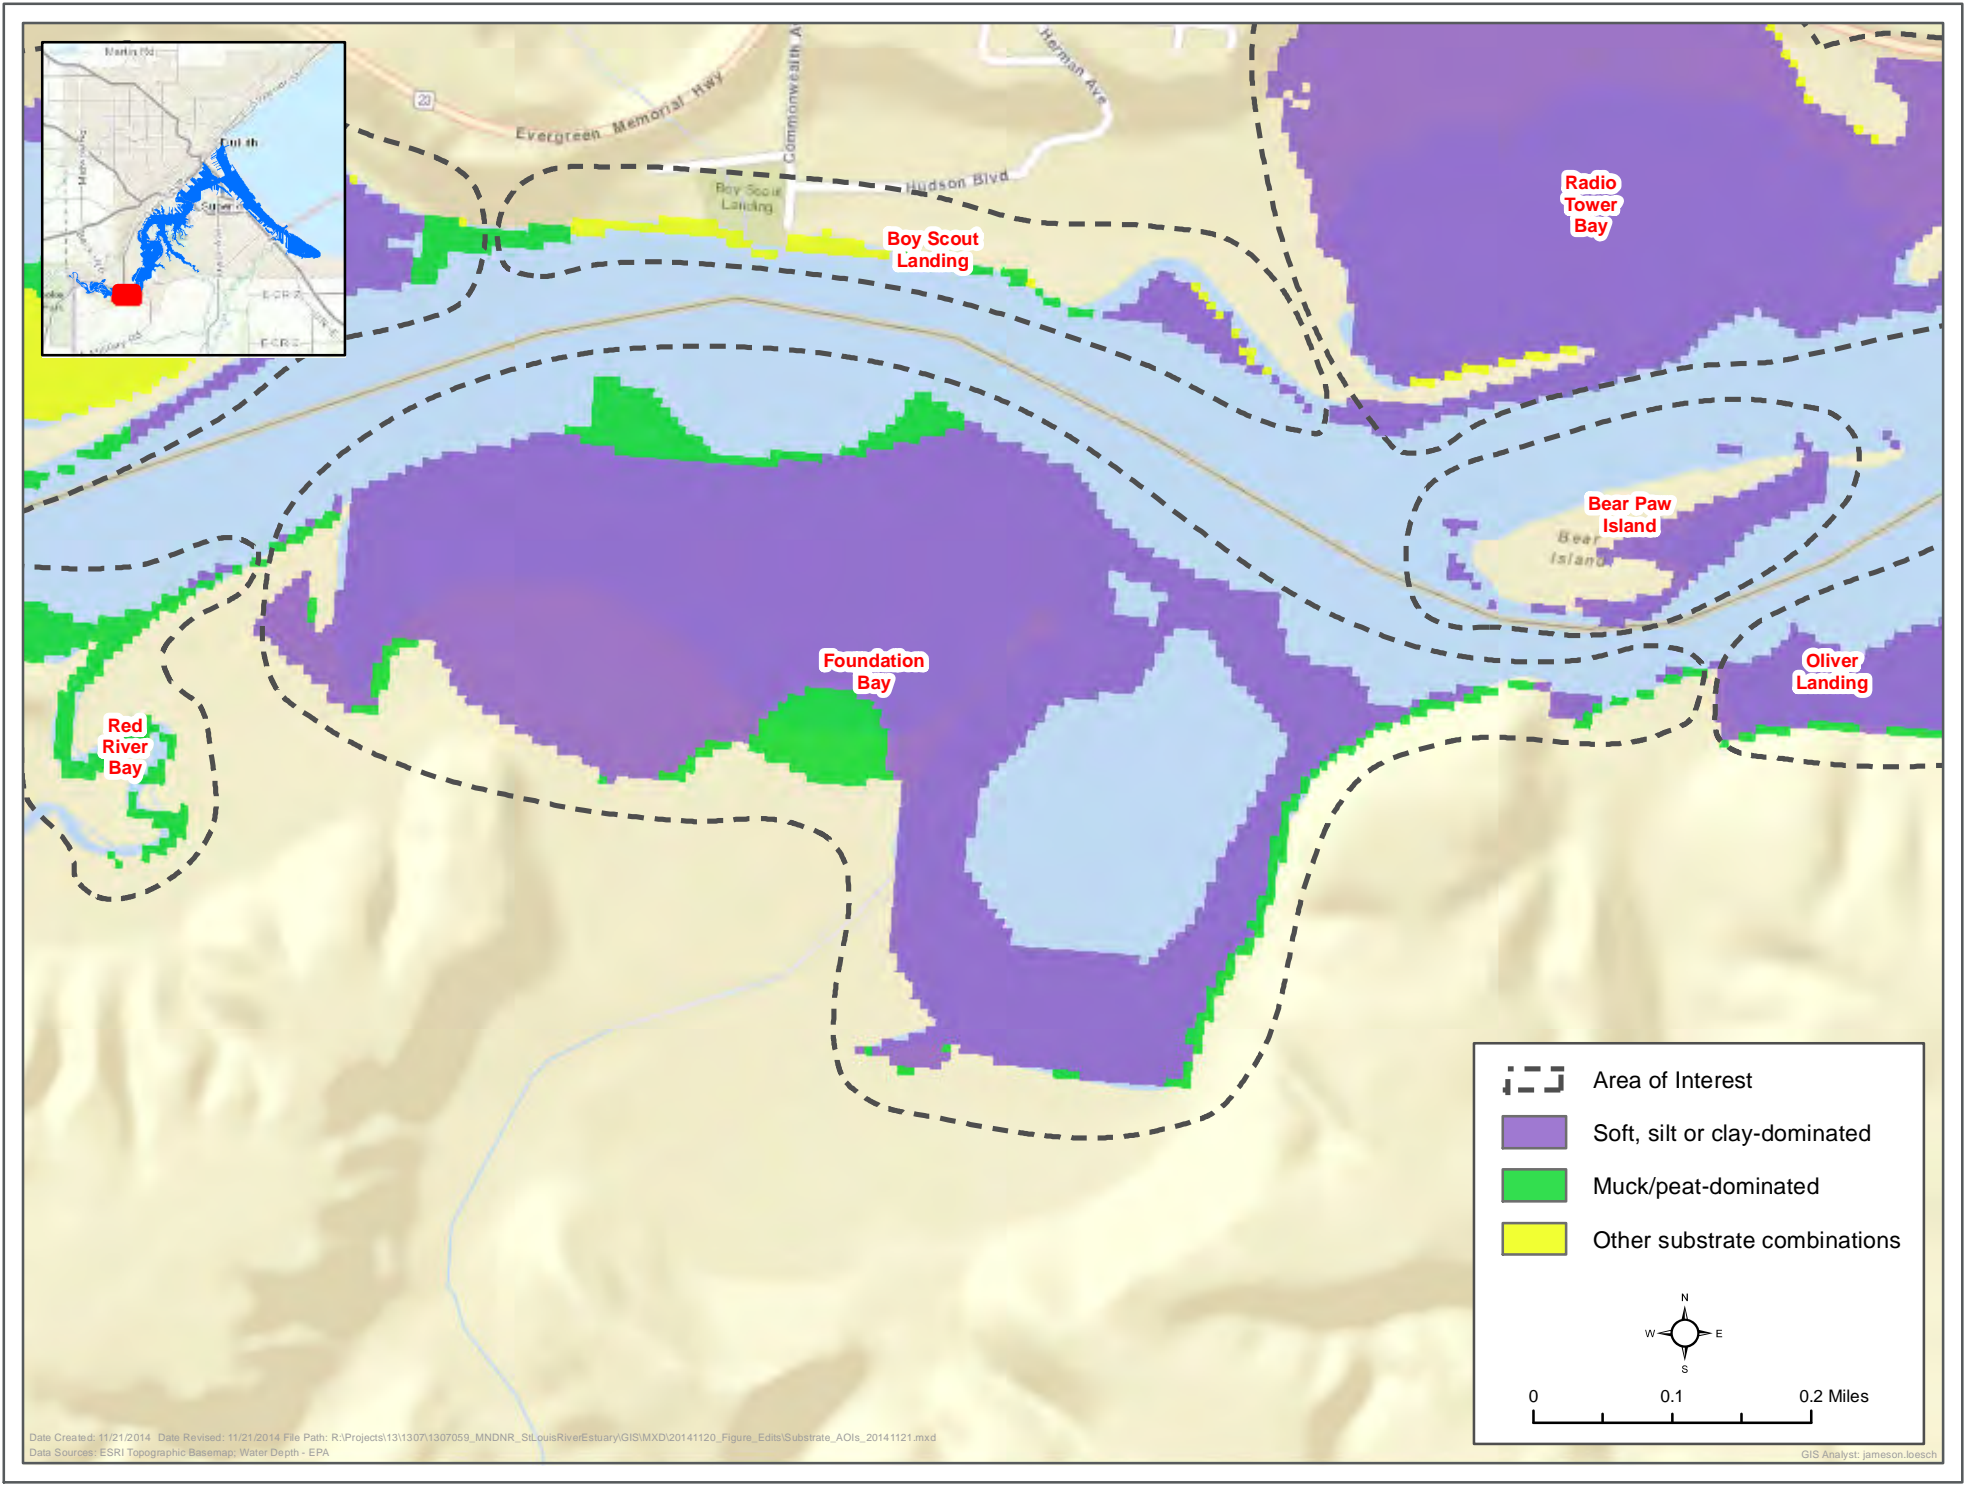 Martin Rd
Duluth
Superior
23
Evergreen Memorial Hwy
Commonwealth A
Herman Ave
Hudson Blvd
Boy Scout
Landing
Boy Scout
Landing
Radio
Tower
Bay
Bear Paw
Island
Bear
Island
Oliver
Landing
Foundation
Bay
Red
River
Bay
Area of Interest
Soft, silt or clay-dominated
Muck/peat-dominated
Other substrate combinations
N
W E
S
0 0.1 0.2 Miles
Date Created: 11/21/2014 Date Revised: 11/21/2014 File Path: R:\Projects\13\1307\1307059_MNDNR_StLouisRiverEstuary\GIS\MXD\20141120_Figure_Edits\Substrate_AOIs_20141121.mxd
Data Sources: ESRI Topographic Basemap; Water Depth - EPA
GIS Analyst: jameson.loesch